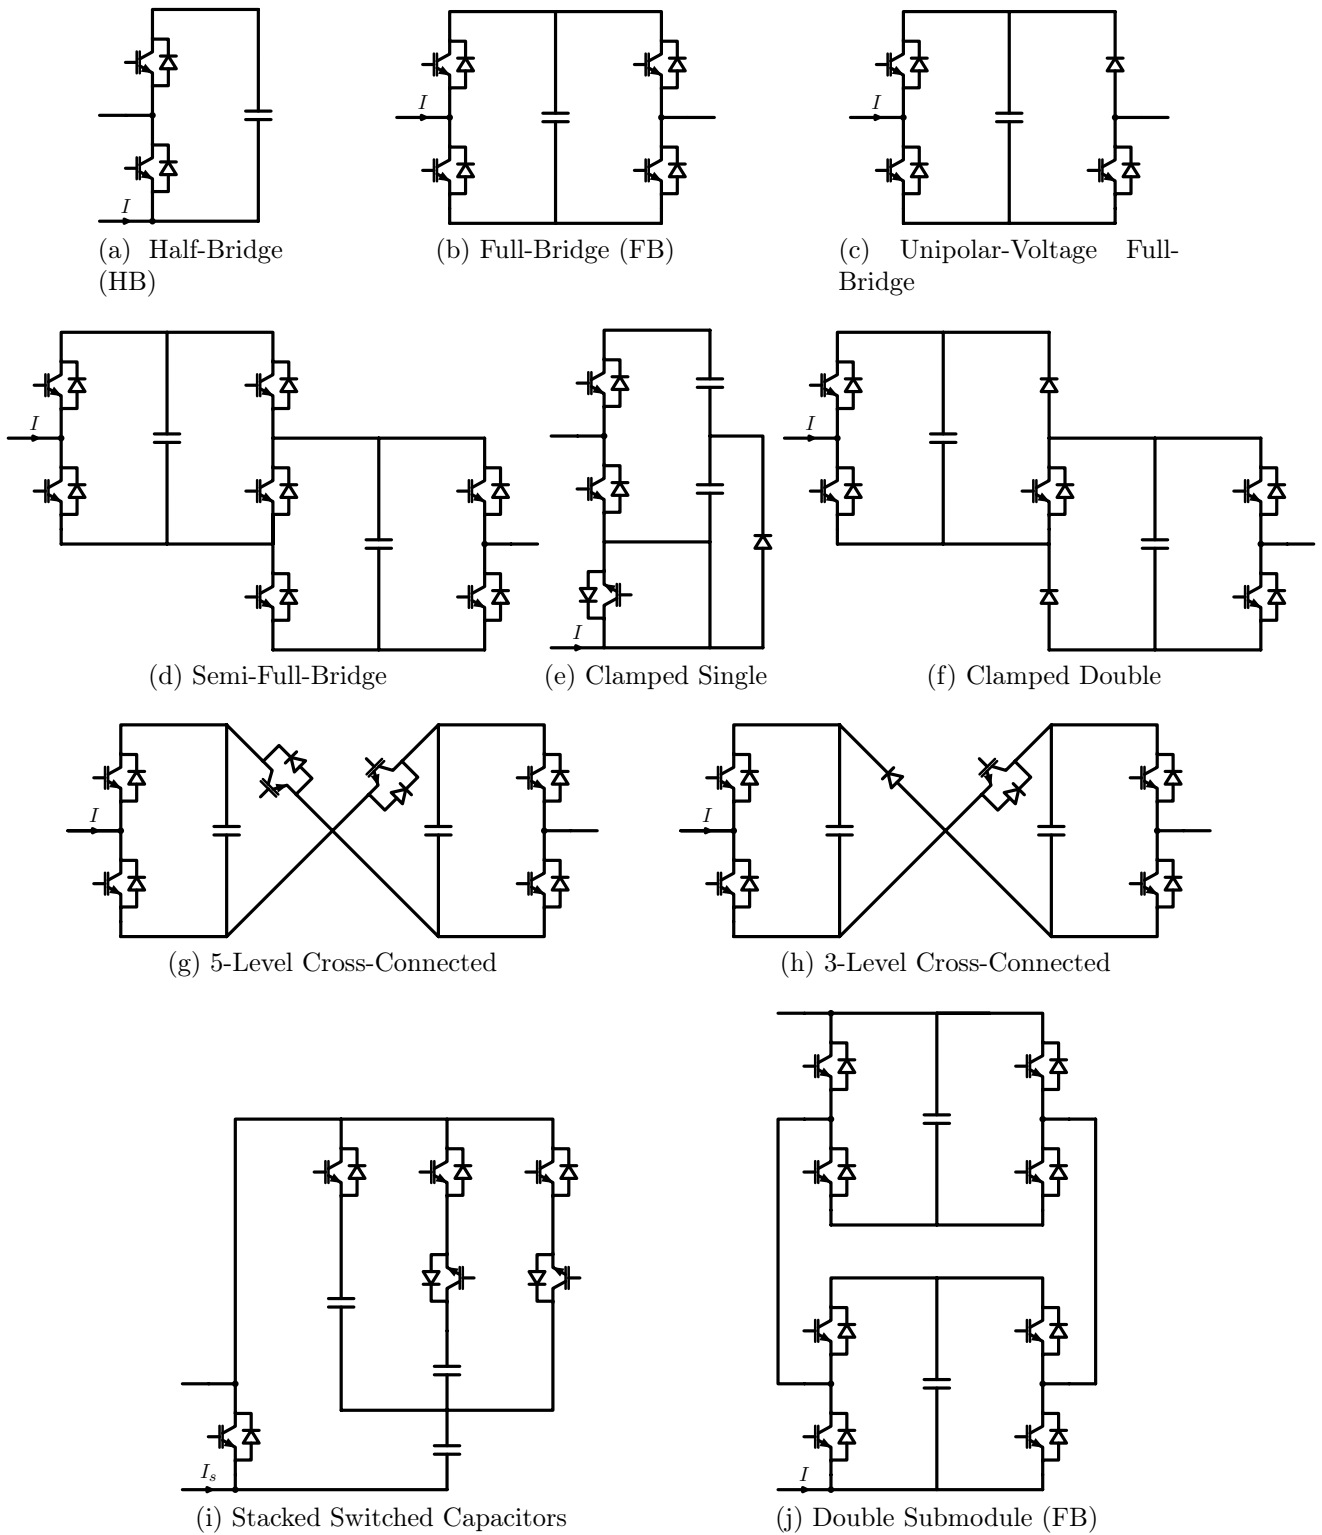 I
I
I
(a) Half-Bridge
(HB)
(b) Full-Bridge (FB)
(c) Unipolar-Voltage Full-
Bridge
I
I
I
(d) Semi-Full-Bridge
(e) Clamped Single
(f) Clamped Double
I
I
(g) 5-Level Cross-Connected
(h) 3-Level Cross-Connected
Is
I
(i) Stacked Switched Capacitors
(j) Double Submodule (FB)